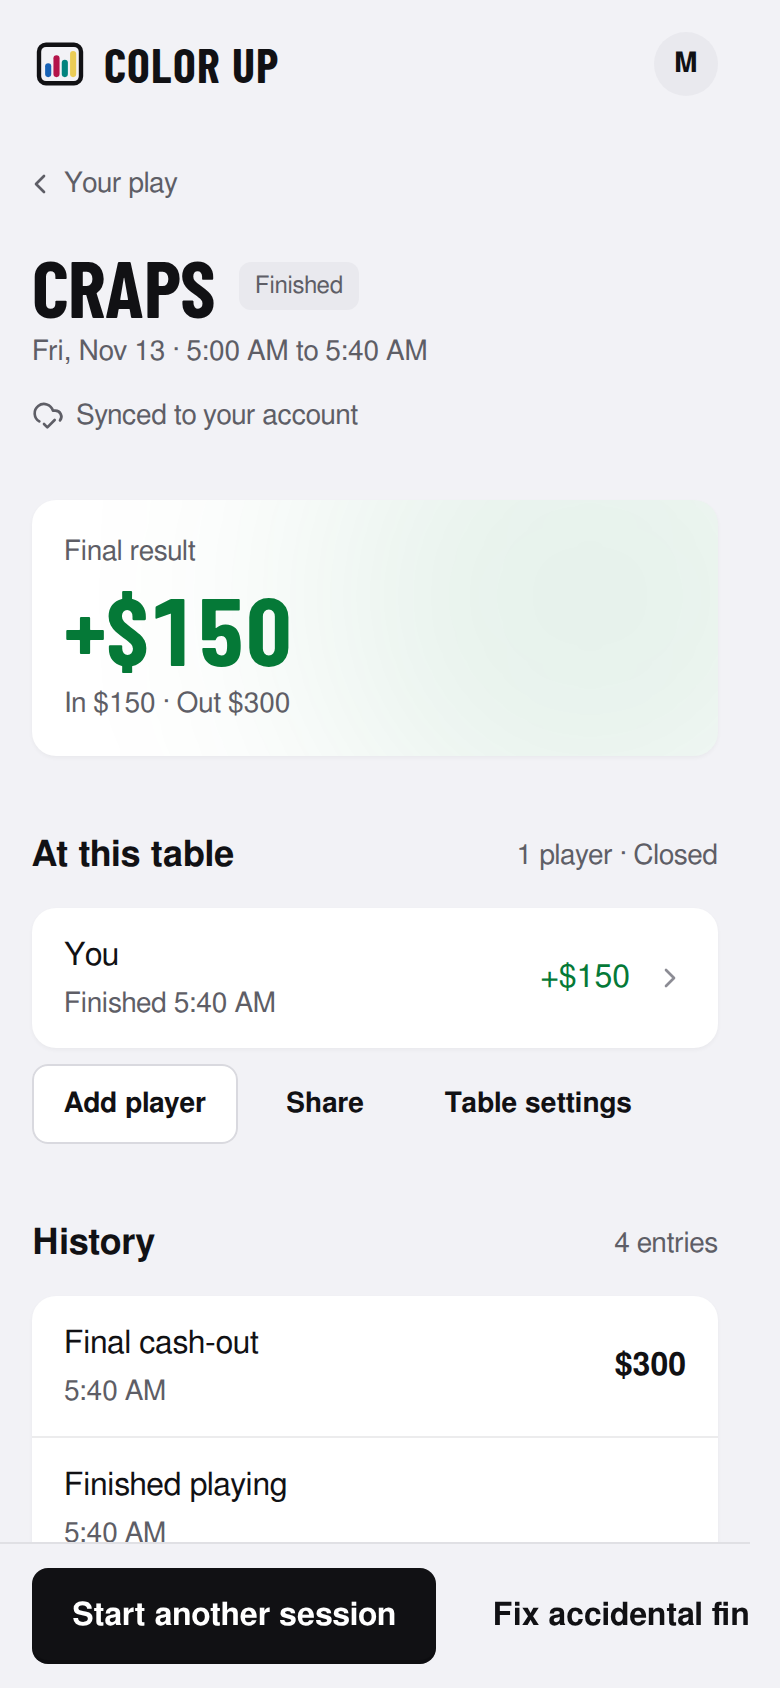 COLOR UP
M
Your play
CRAPS
Finished
Fri, Nov 13 · 5:00 AM to 5:40 AM
Synced to your account
Final result
+$150
In $150 · Out $300
At this table
1 player · Closed
You
Finished 5:40 AM
+$150
Add player
Share
Table settings
History
4 entries
Final cash-out
5:40 AM
$300
Finished playing
5:40 AM
Start another session
Fix accidental fin